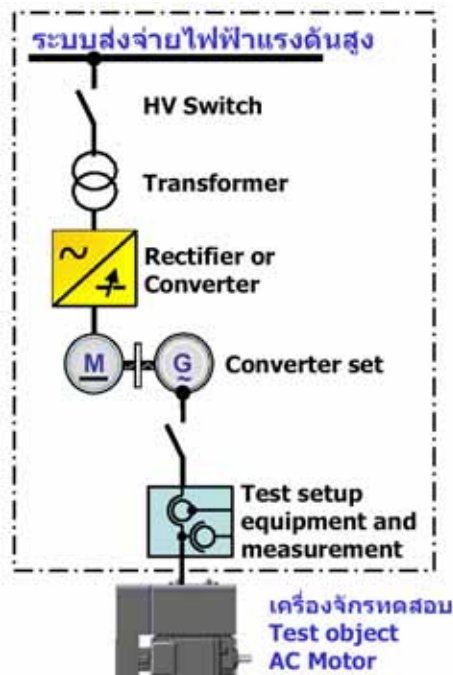 ระบบส่งจ่ายไฟฟ้าแรงดันสูง
HV Switch
Transformer
Rectifier or
Converter
M
G
Converter set
Test setup
equipment and
measurement
เครื่องจักรทดสอบ
Test object
AC Motor